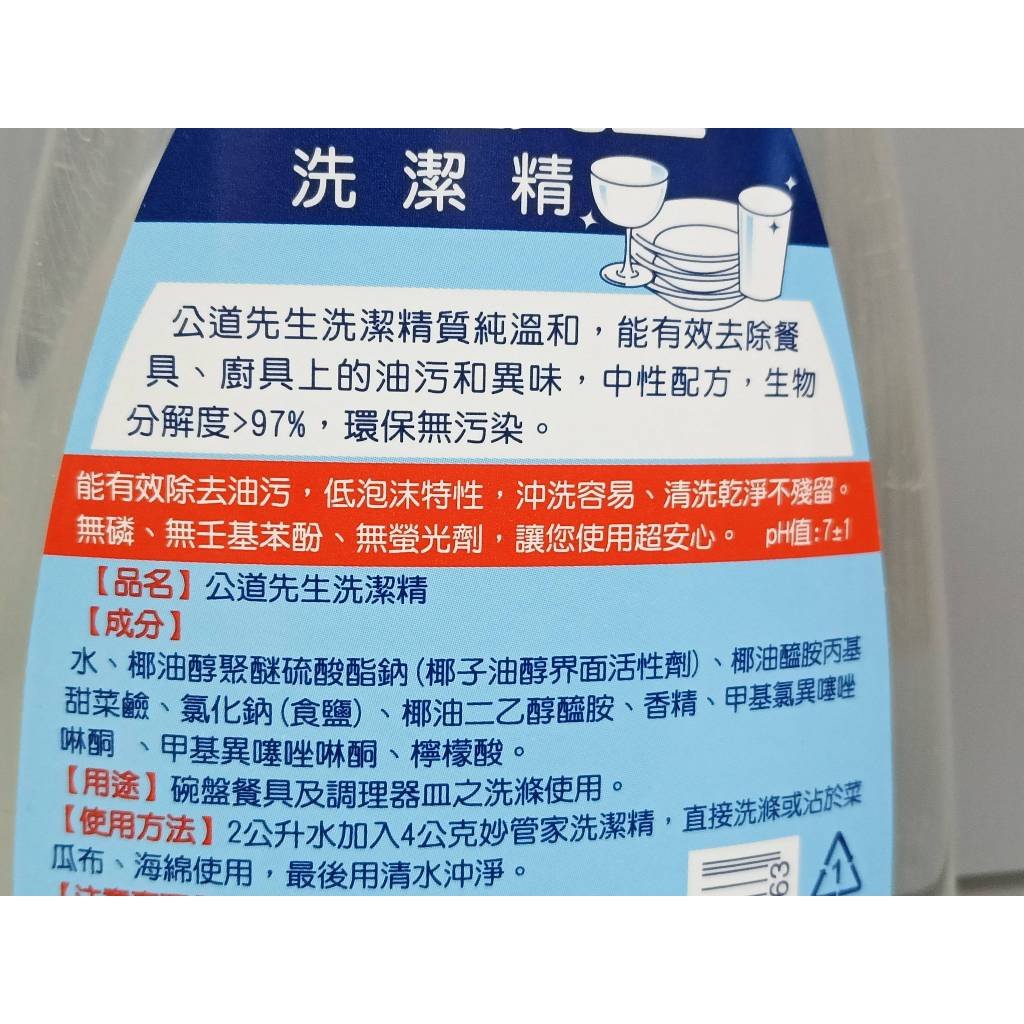 洗潔精
公道先生洗潔精質純溫和，能有效去除餐
具、廚具上的油污和異味，中性配方，生物
分解度>97%，環保無污染。
能有效除去油污，低泡沫特性，沖洗容易、清洗乾淨不殘留。
無磷、無壬基苯酚、無螢光劑，讓您使用超安心。 pH值:7±1
【品名】公道先生洗潔精
【成分】
水、椰油醇聚醚硫酸酯鈉(椰子油醇界面活性劑)、椰油醯胺丙基
甜菜鹼、氯化鈉(食鹽)、椰油二乙醇醯胺、香精、甲基氯異噻唑
啉酮 、甲基異噻唑啉酮、檸檬酸。
【用途】碗盤餐具及調理器皿之洗滌使用。
【使用方法】2公升水加入4公克妙管家洗潔精，直接洗滌或沾於菜
瓜布、海綿使用，最後用清水沖淨。
63
1